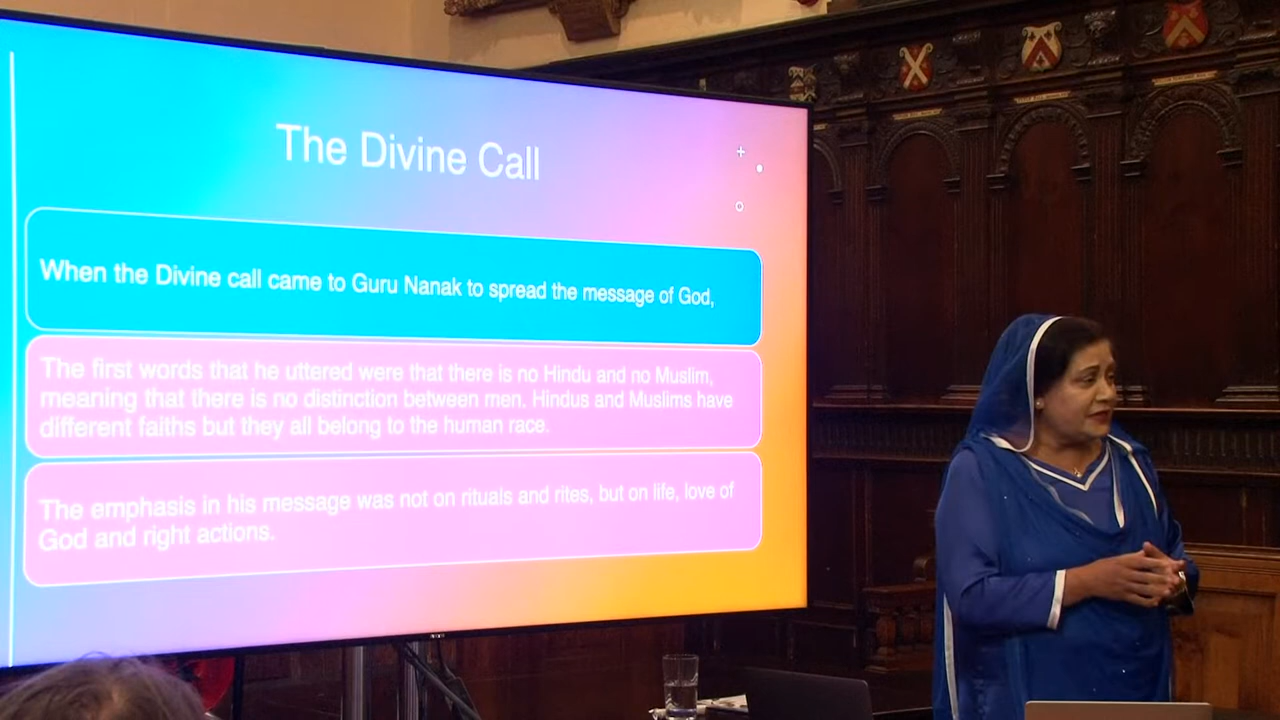 The Divine Call
When the Divine call came to Guru Nanak to spread the message of God,
The first words that he uttered were that there is no Hindu and no Muslim,
meaning that there is no distinction between men. Hindus and Muslims have
different faiths but they all belong to the human race.
The emphasis in his message was not on rituals and rites, but on life, love of
God and right actions.